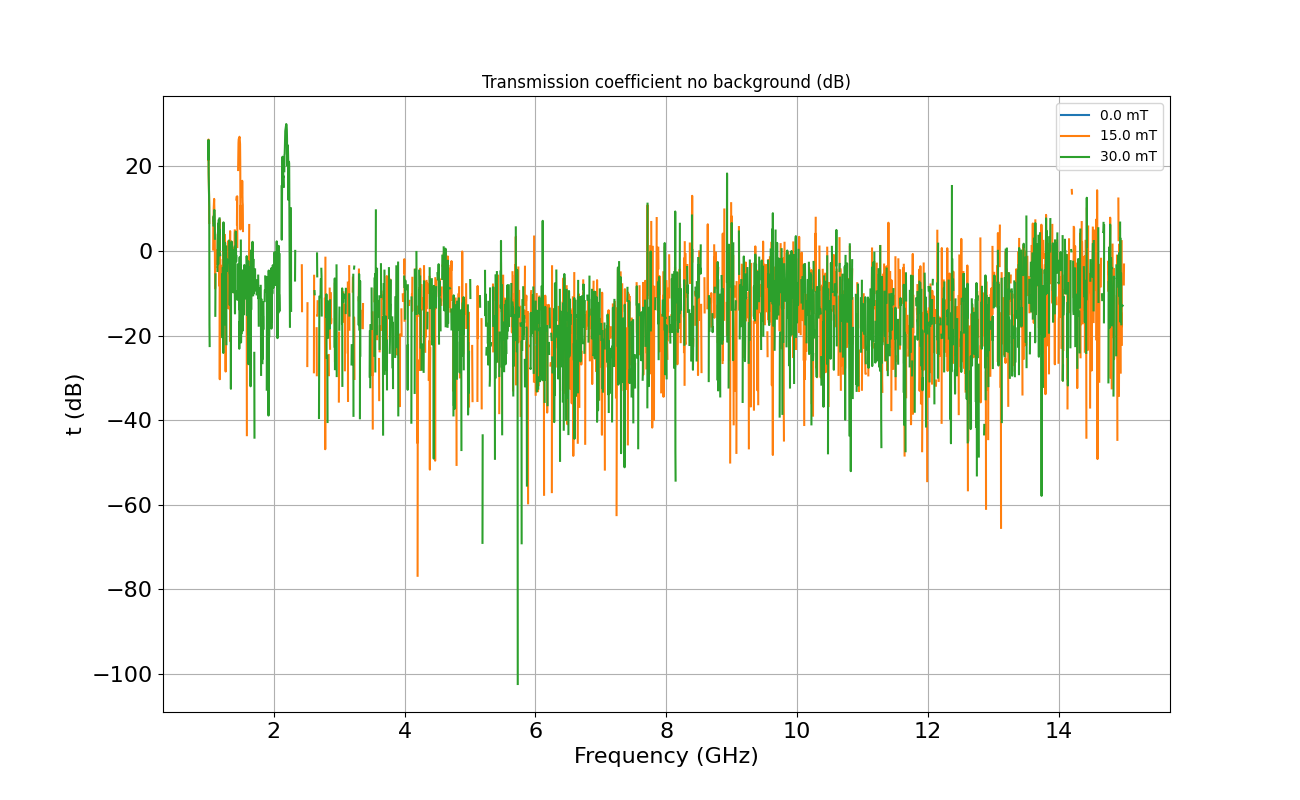 Transmission coefficient no background (dB)
0.0 mT
15.0 mT
30.0 mT
20
0
−20
−40
−60
−80
−100
t (dB)
2 4 6 8 10 12 14
Frequency (GHz)